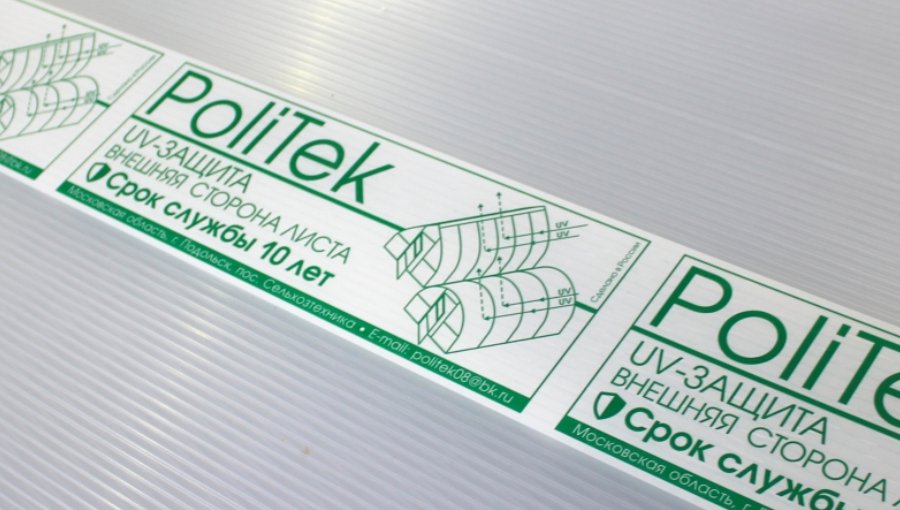 PoliTek
UV-ЗАЩИТА
ВНЕШНЯЯ СТОРОНА ЛИСТА
Срок службы 10 лет
Московская область, г. Подольск, пос. Сельхозтехника • E-mail: politek08@bk.ru
UV
UV
UV
UV
Сделано в России
PoliTe
UV-ЗАЩИТА
ВНЕШНЯЯ СТОРОНА
Срок службы
Московская область, г.